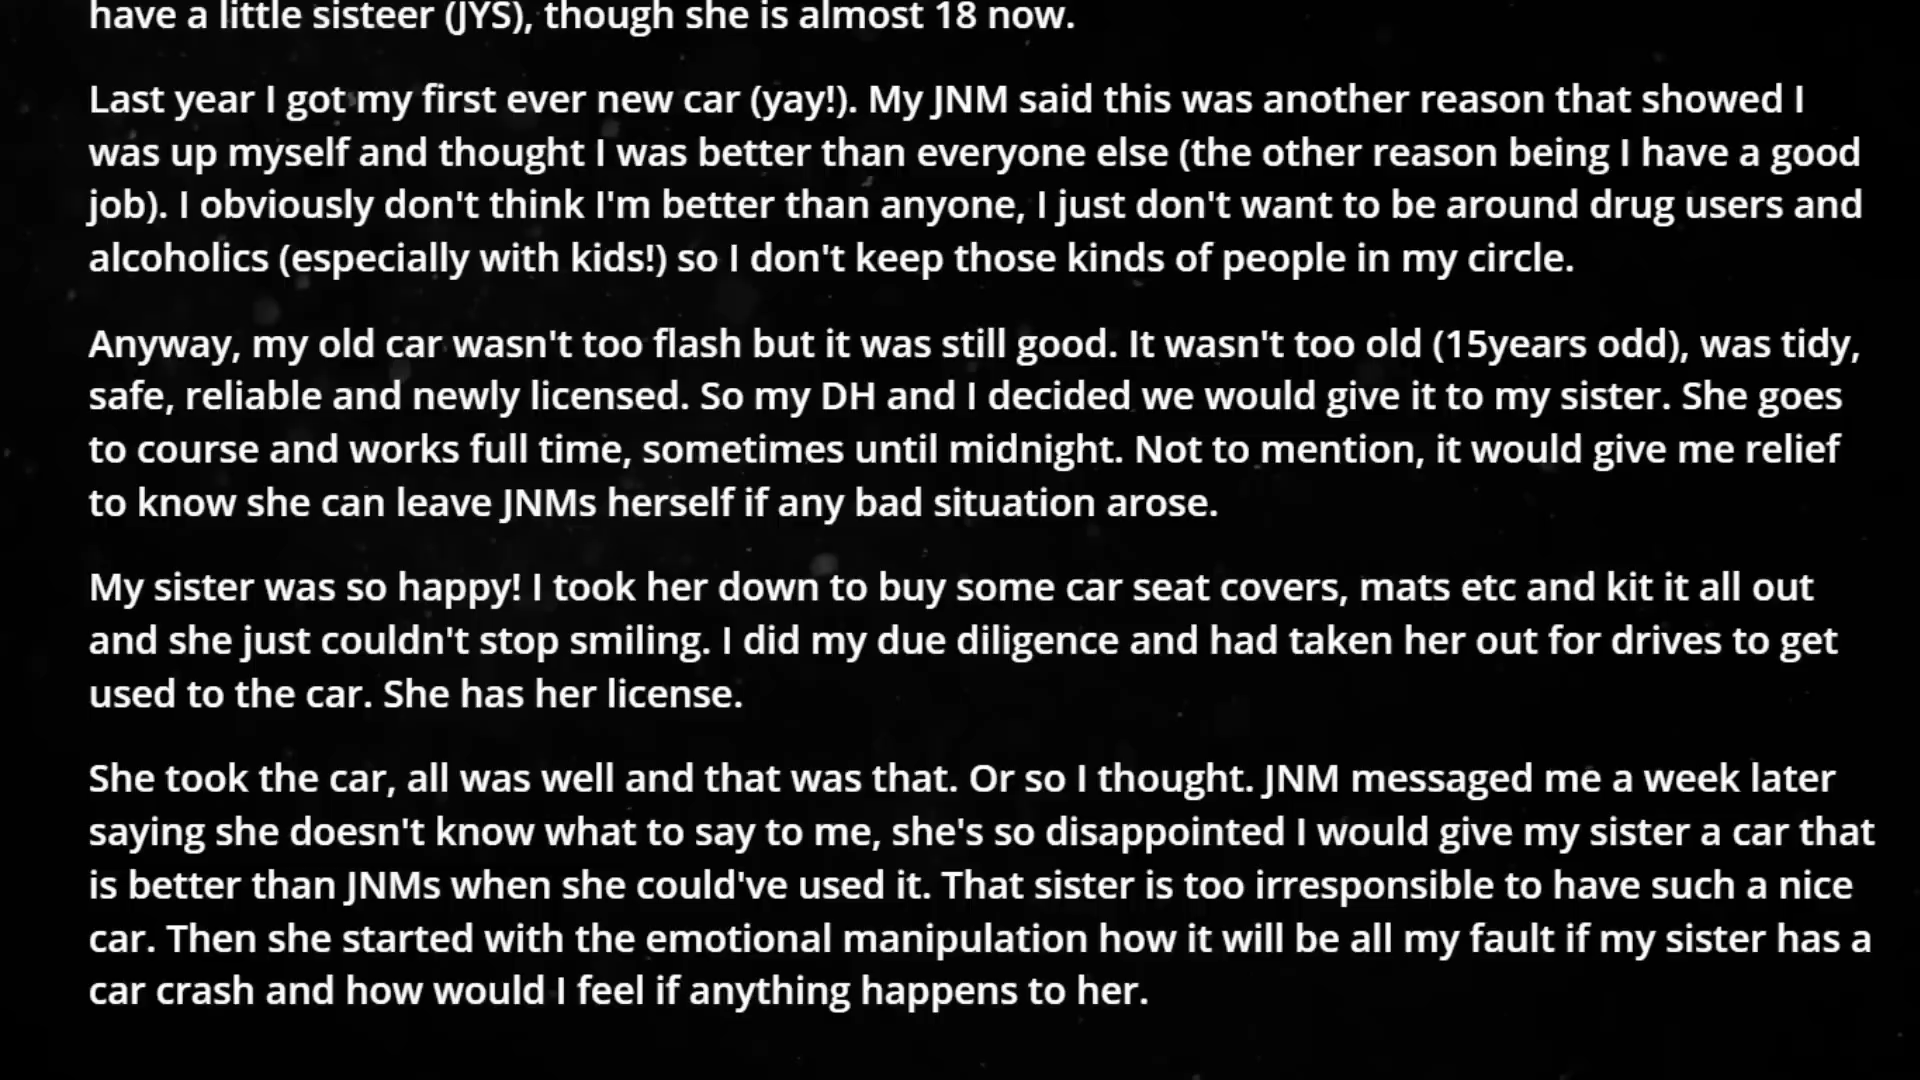 have a little sisteer (JYS), though she is almost 18 now.
Last year I got my first ever new car (yay!). My JNM said this was another reason that showed I
was up myself and thought I was better than everyone else (the other reason being I have a good
job). I obviously don't think I'm better than anyone, I just don't want to be around drug users and
alcoholics (especially with kids!) so I don't keep those kinds of people in my circle.
Anyway, my old car wasn't too flash but it was still good. It wasn't too old (15years odd), was tidy,
safe, reliable and newly licensed. So my DH and I decided we would give it to my sister. She goes
to course and works full time, sometimes until midnight. Not to mention, it would give me relief
to know she can leave JNMs herself if any bad situation arose.
My sister was so happy! I took her down to buy some car seat covers, mats etc and kit it all out
and she just couldn't stop smiling. I did my due diligence and had taken her out for drives to get
used to the car. She has her license.
She took the car, all was well and that was that. Or so I thought. JNM messaged me a week later
saying she doesn't know what to say to me, she's so disappointed I would give my sister a car that
is better than JNMs when she could've used it. That sister is too irresponsible to have such a nice
car. Then she started with the emotional manipulation how it will be all my fault if my sister has a
car crash and how would I feel if anything happens to her.